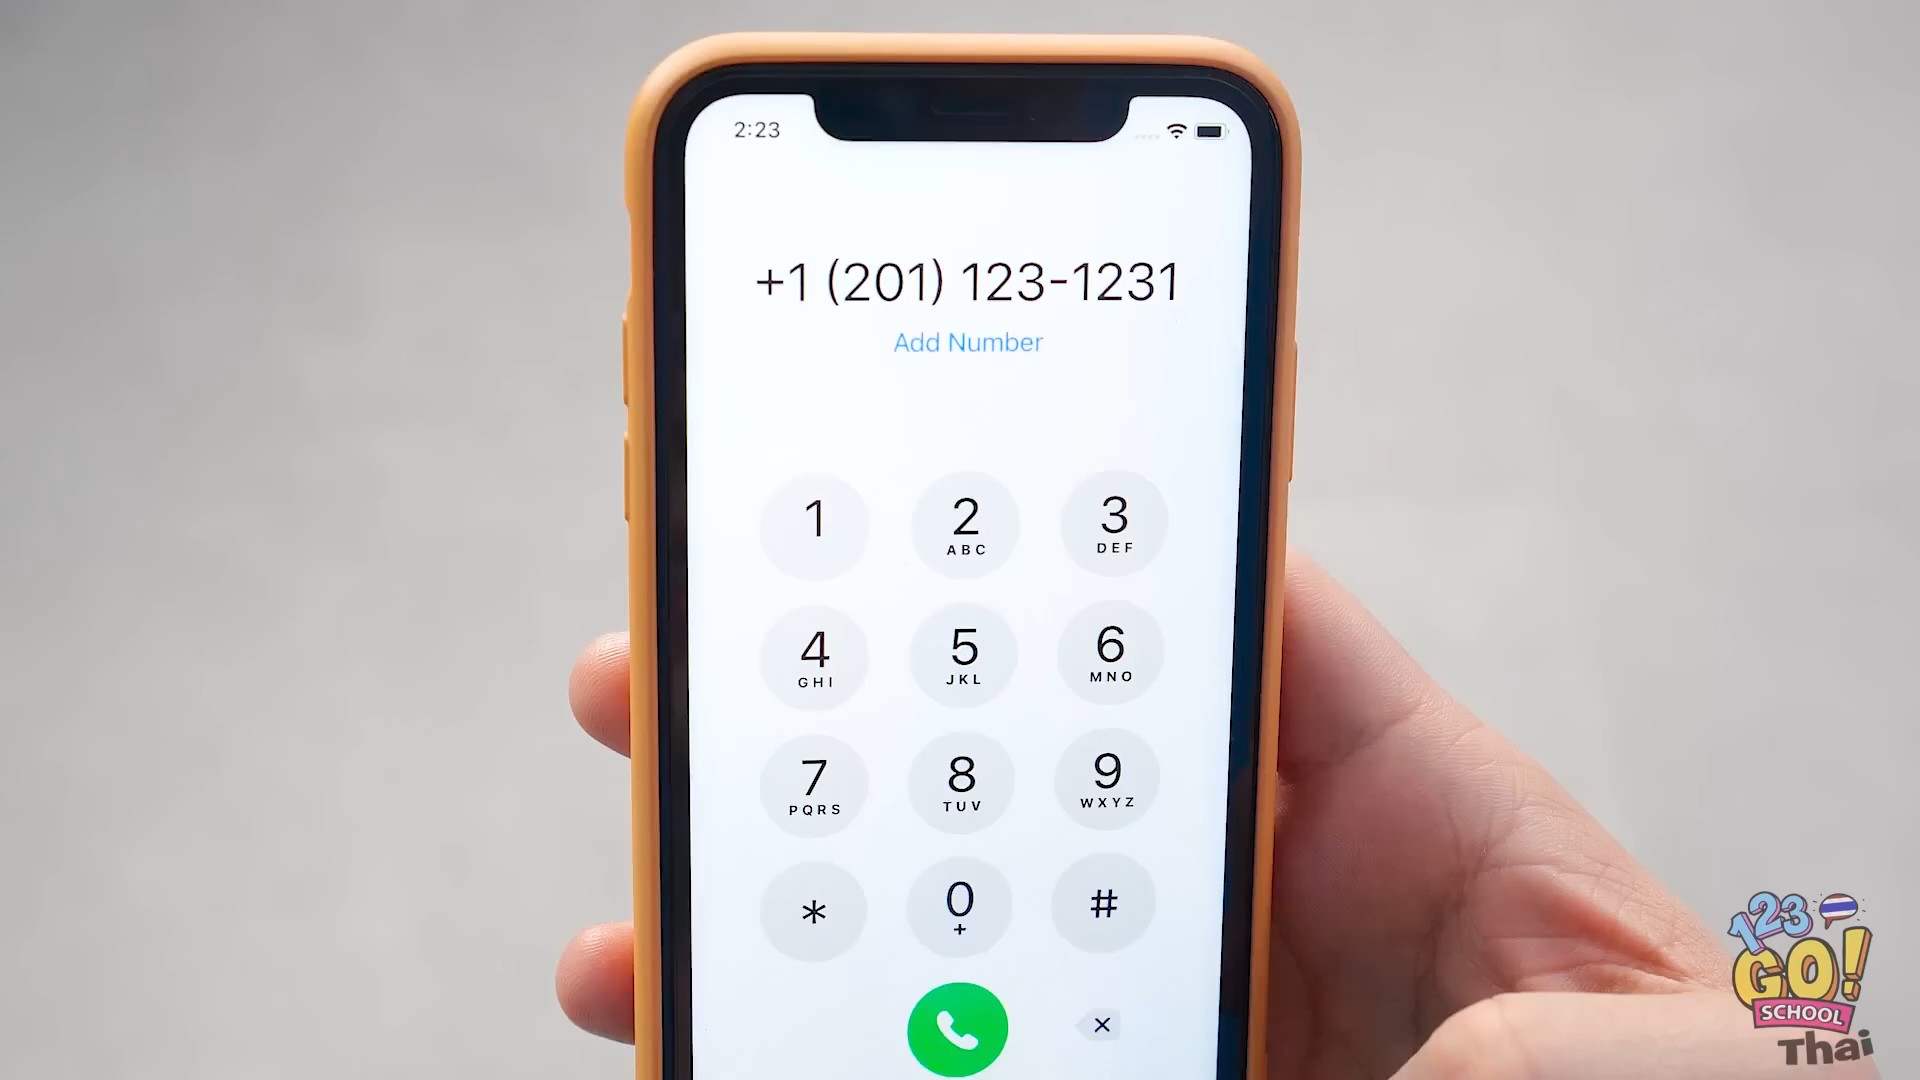 2:23
+1 (201) 123-1231
Add Number
1
2
ABC
3
DEF
4
GHI
5
JKL
6
MNO
7
PQRS
8
TUV
9
WXYZ
*
0
+
#
123
GO!
SCHOOL
Thai